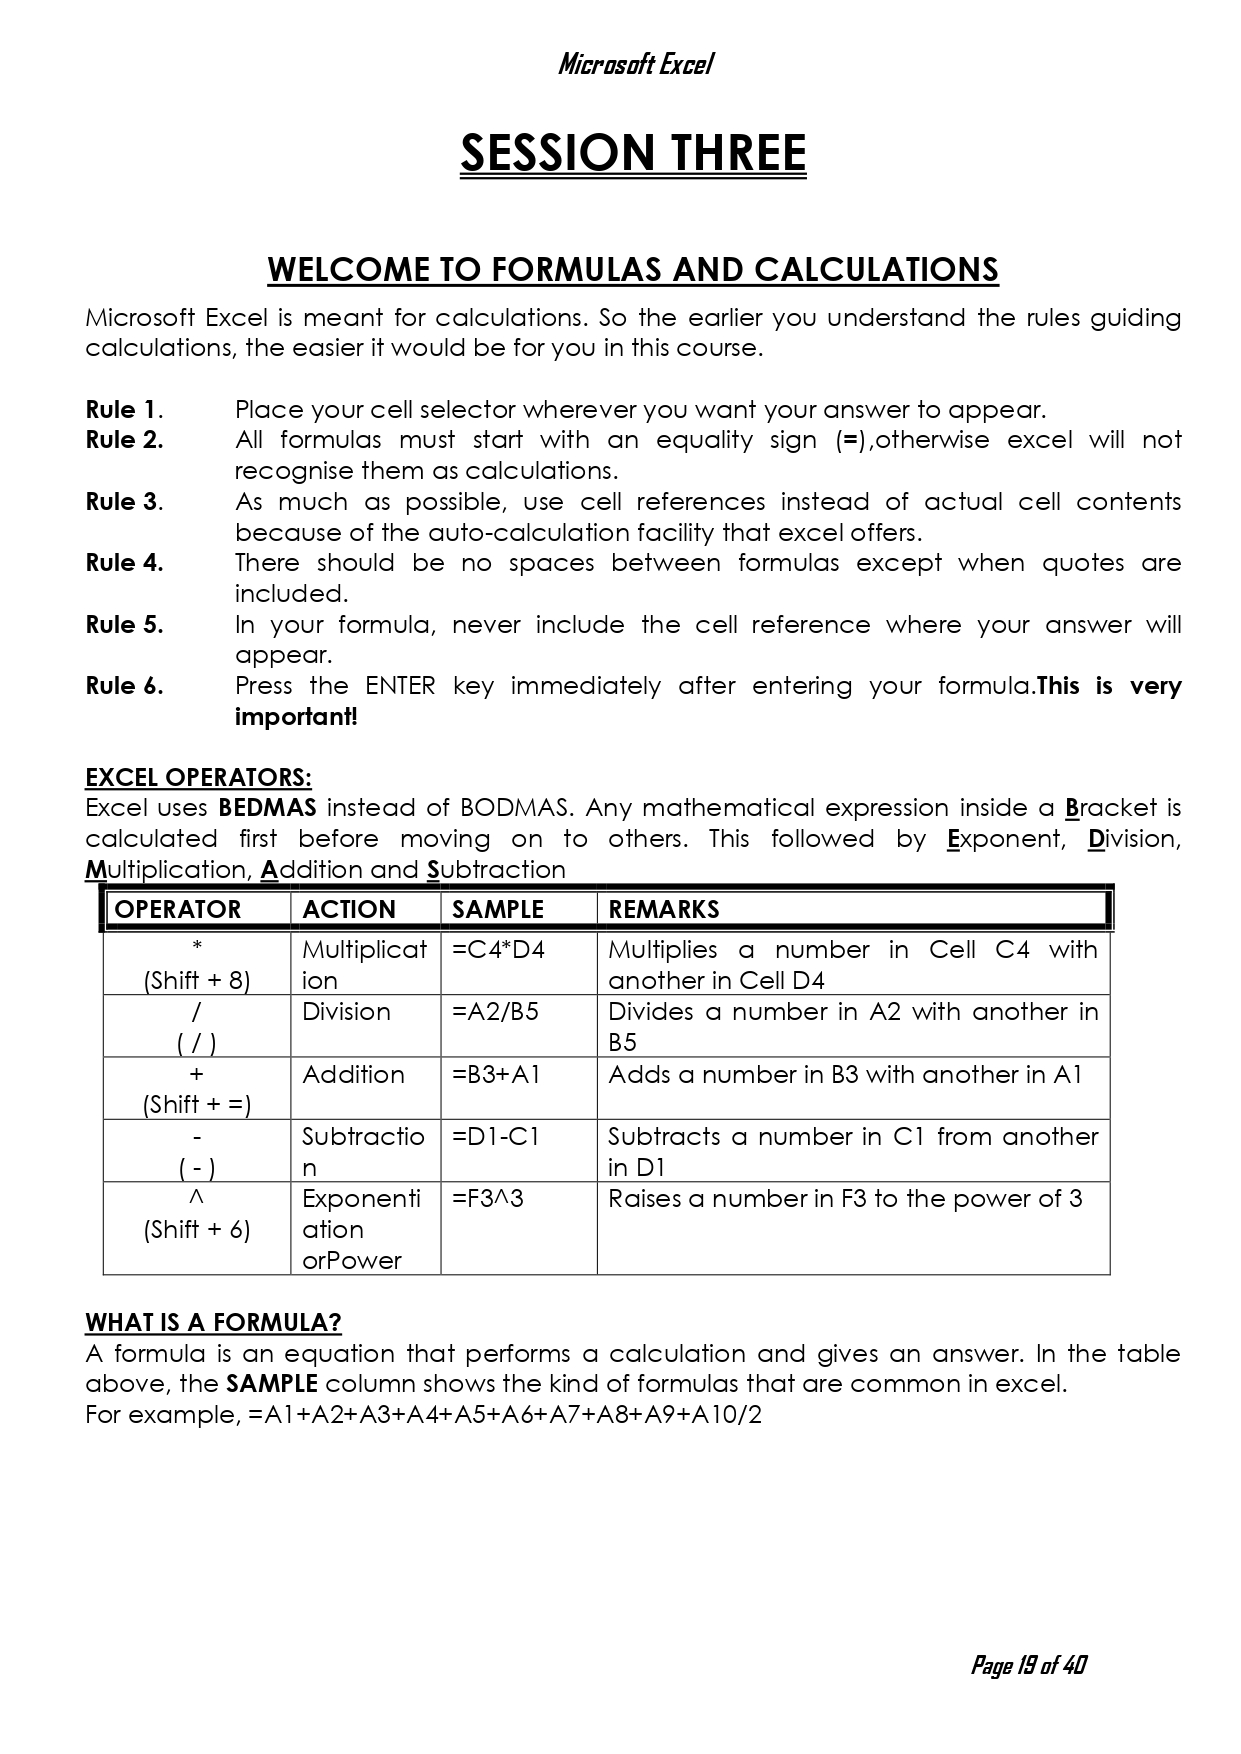 Microsoft Excel
SESSION THREE
WELCOME TO FORMULAS AND CALCULATIONS
Microsoft Excel is meant for calculations. So the earlier you understand the rules guiding
calculations, the easier it would be for you in this course.
Rule 1. Place your cell selector wherever you want your answer to appear.
Rule 2. All formulas must start with an equality sign (=),otherwise excel will not
recognise them as calculations.
Rule 3. As much as possible, use cell references instead of actual cell contents
because of the auto-calculation facility that excel offers.
Rule 4. There should be no spaces between formulas except when quotes are
included.
Rule 5. In your formula, never include the cell reference where your answer will
appear.
Rule 6. Press the ENTER key immediately after entering your formula.This is very
important!
EXCEL OPERATORS:
Excel uses BEDMAS instead of BODMAS. Any mathematical expression inside a Bracket is
calculated first before moving on to others. This followed by Exponent, Division,
Multiplication, Addition and Subtraction
OPERATOR ACTION SAMPLE REMARKS
* Multiplicat =C4*D4 Multiplies a number in Cell C4 with
(Shift + 8) ion another in Cell D4
/ Division =A2/B5 Divides a number in A2 with another in
( / ) B5
+ Addition =B3+A1 Adds a number in B3 with another in A1
(Shift + =)
- Subtractio =D1-C1 Subtracts a number in C1 from another
( - ) n in D1
^ Exponenti =F3^3 Raises a number in F3 to the power of 3
(Shift + 6) ation
orPower
WHAT IS A FORMULA?
A formula is an equation that performs a calculation and gives an answer. In the table
above, the SAMPLE column shows the kind of formulas that are common in excel.
For example, =A1+A2+A3+A4+A5+A6+A7+A8+A9+A10/2
Page 19 of 40